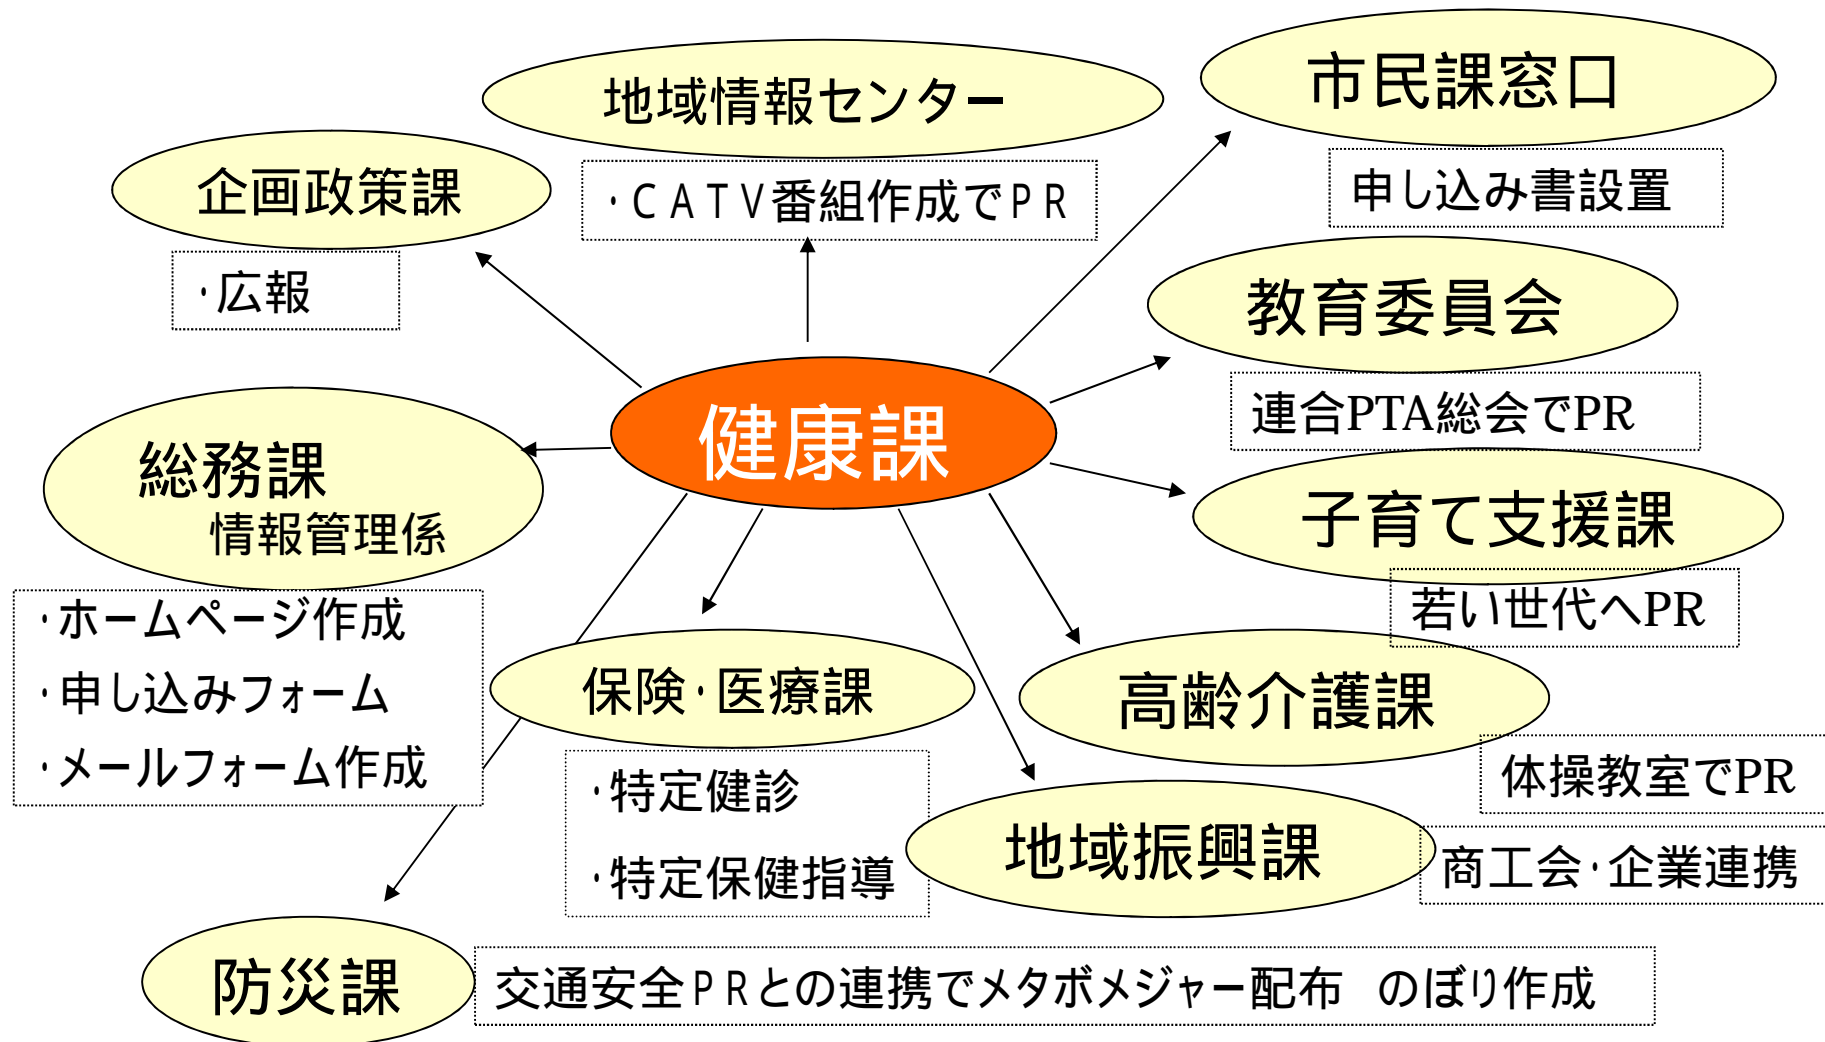 地域情報センター
・ＣＡＴＶ番組作成でＰＲ
市民課窓口
申し込み書設置
企画政策課
・広報
教育委員会
連合PTA総会でPR
健康課
総務課
情報管理係
・ホームページ作成
・申し込みフォーム
・メールフォーム作成
子育て支援課
若い世代へPR
保険・医療課
・特定健診
・特定保健指導
高齢介護課
体操教室でPR
地域振興課
商工会・企業連携
防災課
交通安全ＰＲとの連携でメタボメジャー配布　のぼり作成